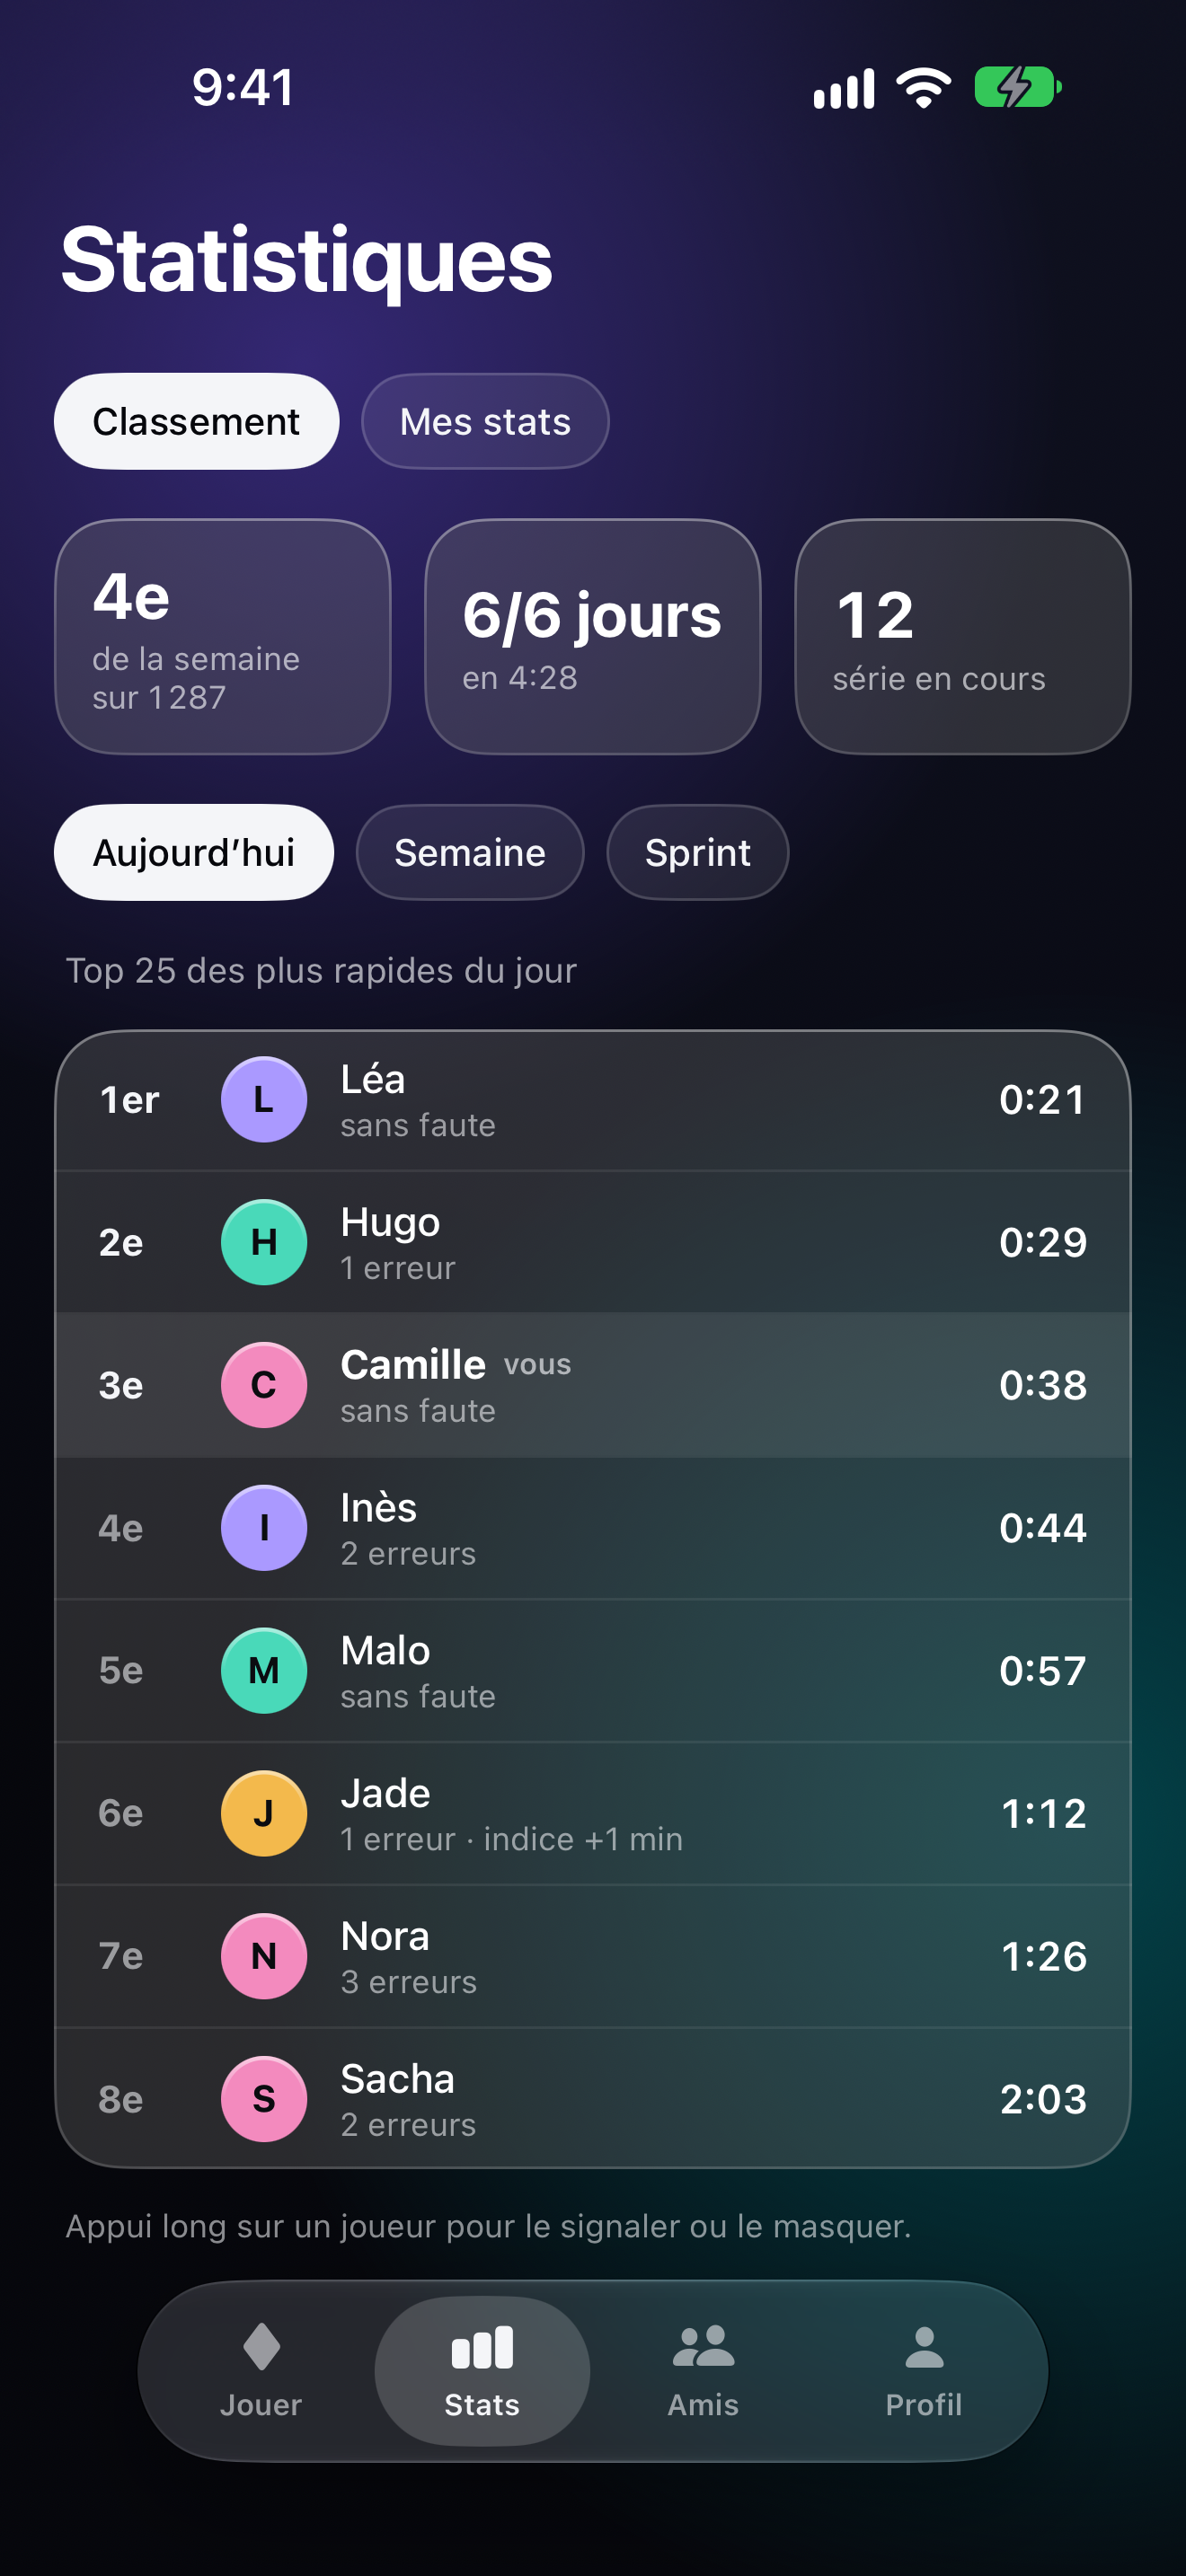 9:41
Statistiques
Classement
Mes stats
4e
de la semaine
sur 1 287
6/6 jours
en 4:28
12
série en cours
Aujourd’hui
Semaine
Sprint
Top 25 des plus rapides du jour
1er
L
Léa
sans faute
0:21
2e
H
Hugo
1 erreur
0:29
3e
C
Camille vous
sans faute
0:38
4e
I
Inès
2 erreurs
0:44
5e
M
Malo
sans faute
0:57
6e
J
Jade
1 erreur · indice +1 min
1:12
7e
N
Nora
3 erreurs
1:26
8e
S
Sacha
2 erreurs
2:03
Appui long sur un joueur pour le signaler ou le masquer.
Jouer
Stats
Amis
Profil